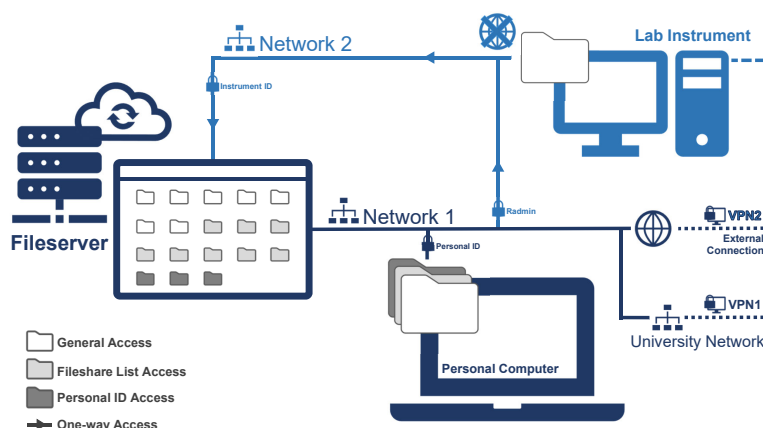 Network 2
Lab Instrument
Instrument ID
Fileserver
Network 1
Radmin
Personal ID
VPN2
External
Connection
VPN1
University Network
Personal Computer
General Access
Fileshare List Access
Personal ID Access
One-way Access